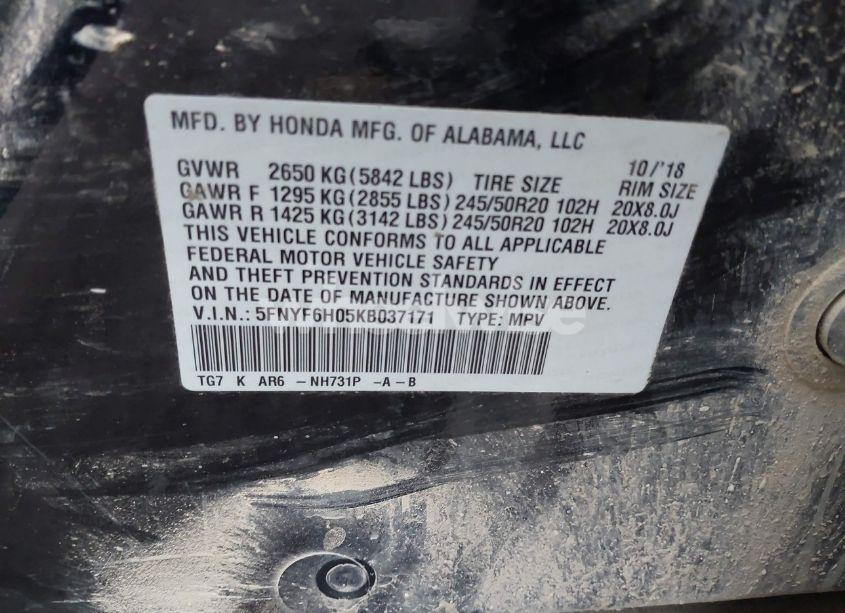 MFD. BY HONDA MFG. OF ALABAMA, LLC
GVWR 2650 KG (5842 LBS) TIRE SIZE 10/'18 RIM SIZE
GAWR F 1295 KG (2855 LBS) 245/50R20 102H 20X8.0J
GAWR R 1425 KG (3142 LBS) 245/50R20 102H 20X8.0J
THIS VEHICLE CONFORMS TO ALL APPLICABLE
FEDERAL MOTOR VEHICLE SAFETY
AND THEFT PREVENTION STANDARDS IN EFFECT
ON THE DATE OF MANUFACTURE SHOWN ABOVE.
V.I.N.: 5FNYF6H05KB037171 TYPE: MPV
TG7 K AR6 -NH731P -A-B